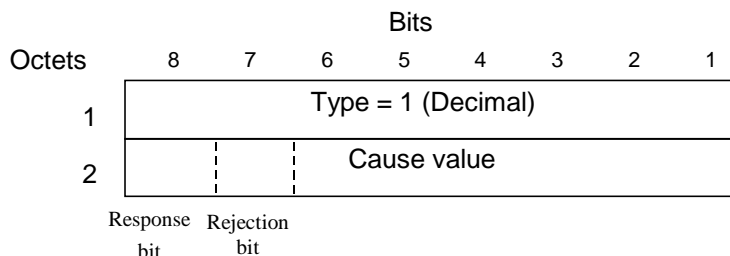 Bits
Octets 8 7 6 5 4 3 2 1
1 Type = 1 (Decimal)
2 Cause value
Response Rejection
bit bit